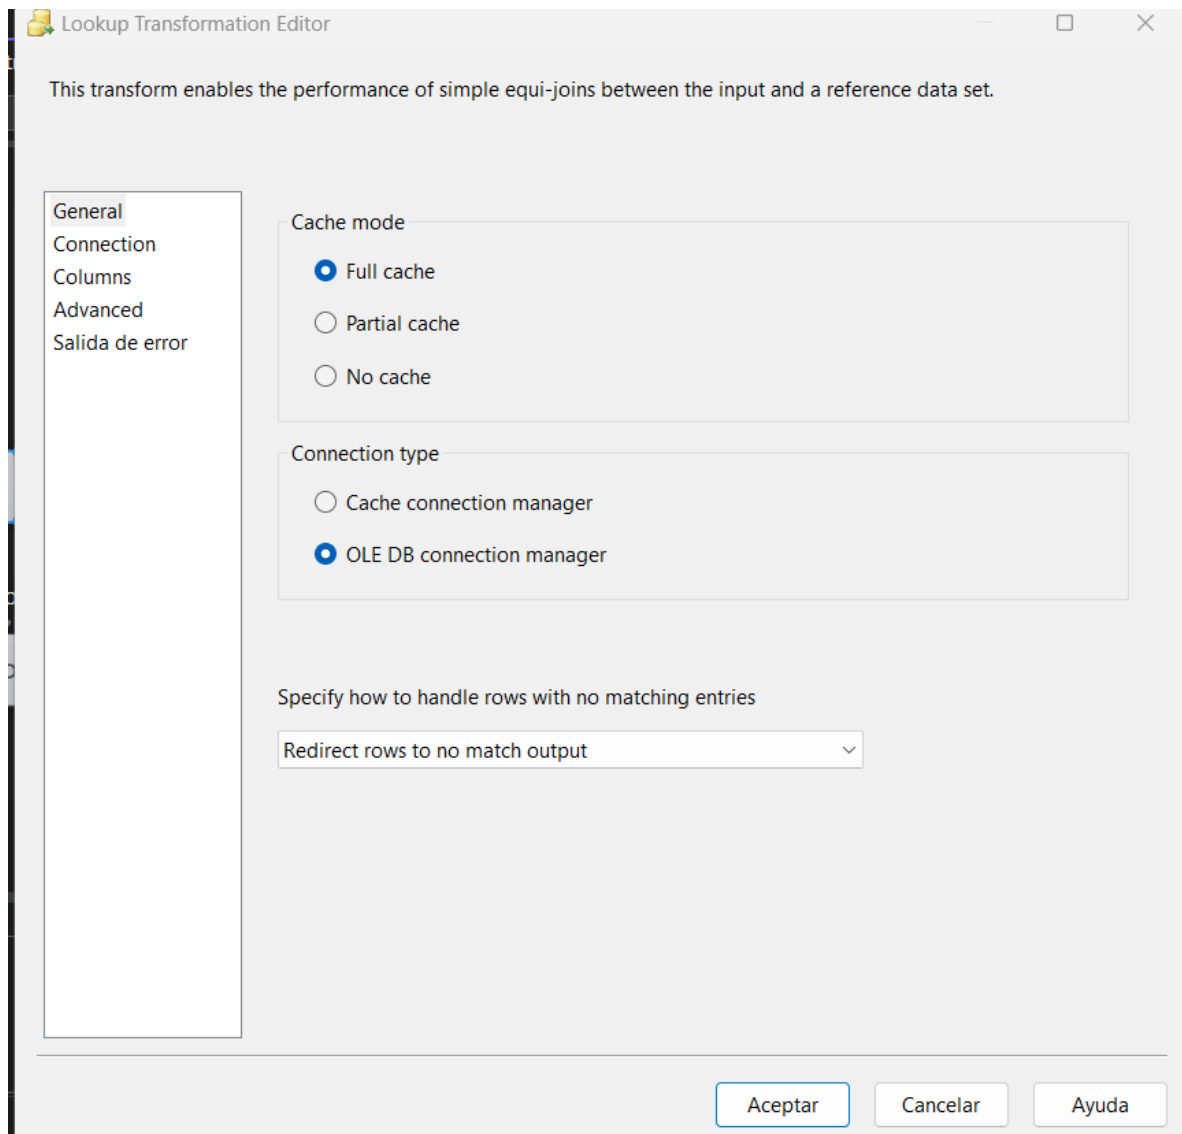 Lookup Transformation Editor
This transform enables the performance of simple equi-joins between the input and a reference data set.
General
Connection
Columns
Advanced
Salida de error
Cache mode
Full cache
Partial cache
No cache
Connection type
Cache connection manager
OLE DB connection manager
Specify how to handle rows with no matching entries
Redirect rows to no match output
Aceptar
Cancelar
Ayuda